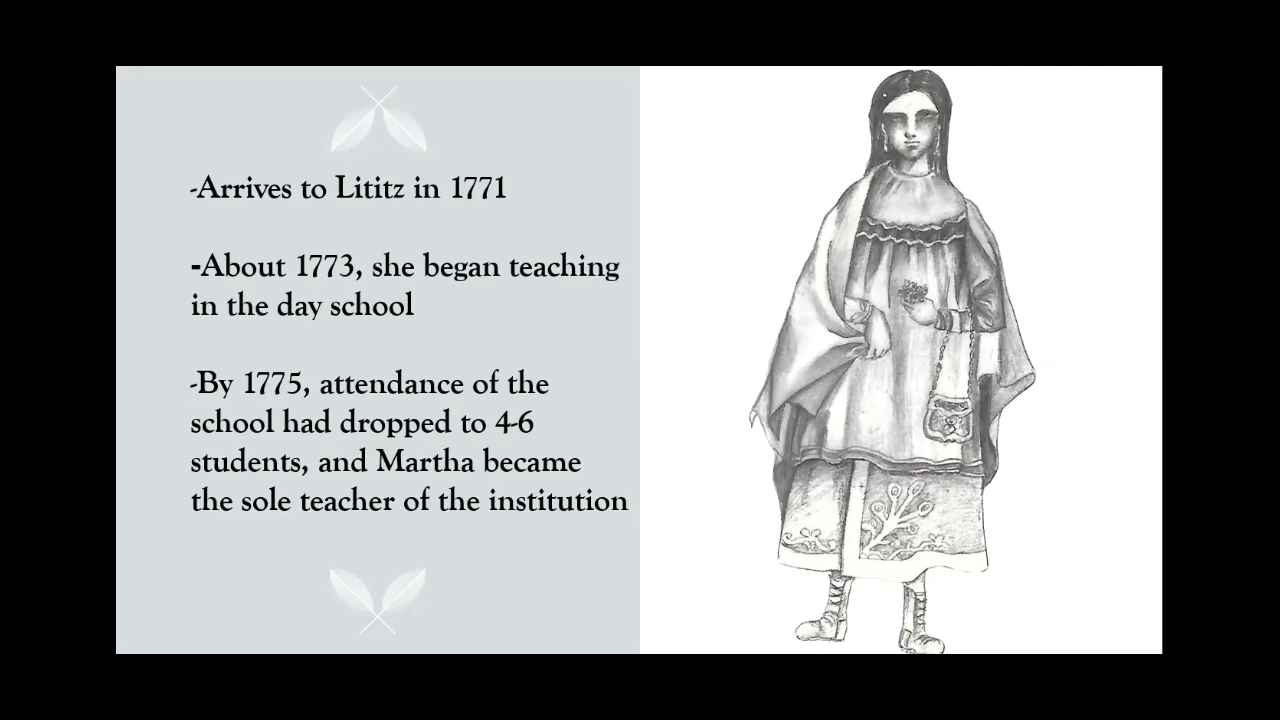 -Arrives to Lititz in 1771
-About 1773, she began teaching
in the day school
-By 1775, attendance of the
school had dropped to 4-6
students, and Martha became
the sole teacher of the institution